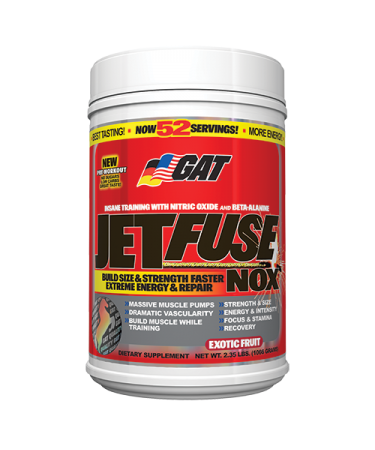 BEST TASTING! • NOW 52 SERVINGS! • MORE ENERGY
NEW
PRE-WORKOUT
GAT
INSANE TRAINING WITH NITRIC OXIDE AND BETA-ALANINE
JETFUSE
NOX
BUILD SIZE & STRENGTH FASTER
EXTREME ENERGY & REPAIR
MASSIVE MUSCLE PUMPS
DRAMATIC VASCULARITY
BUILD MUSCLE WHILE
TRAINING
STRENGTH & SIZE
ENERGY & INTENSITY
FOCUS & STAMINA
RECOVERY
EXOTIC FRUIT
DIETARY SUPPLEMENT NET WT. 2.35 LBS.